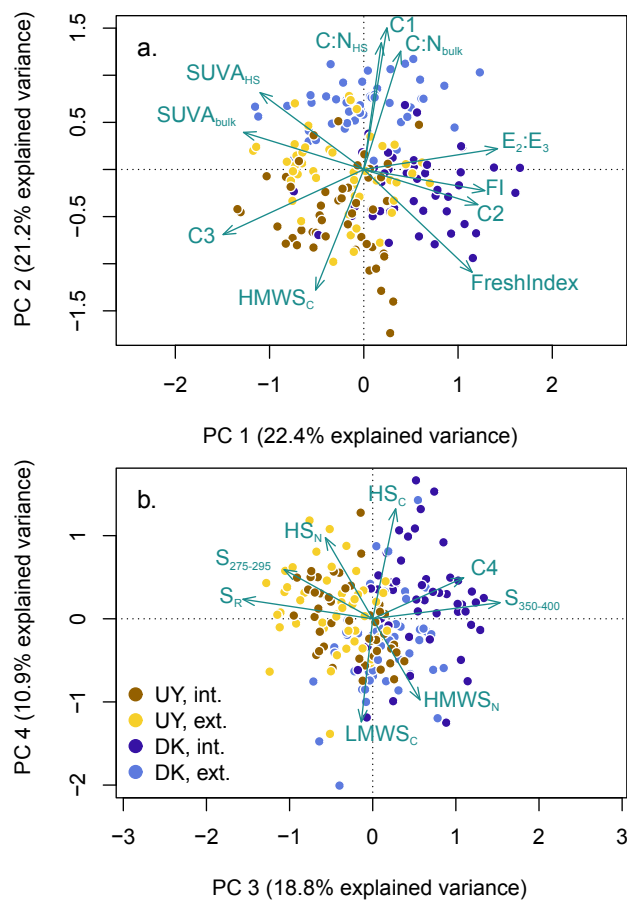 a.
C1
C:N_HS
C:N_bulk
SUVA_HS
SUVA_bulk
E₂:E₃
FI
C2
C3
HMWS_C
FreshIndex
1.5
0.5
−0.5
−1.5
−2
−1
0
1
2
PC 2 (21.2% explained variance)
PC 1 (22.4% explained variance)
b.
HS_C
HS_N
S_275-295
C4
S_R
S_350-400
HMWS_N
LMWS_C
UY, int.
UY, ext.
DK, int.
DK, ext.
1
0
−1
−2
−3
−2
−1
0
1
2
3
PC 4 (10.9% explained variance)
PC 3 (18.8% explained variance)